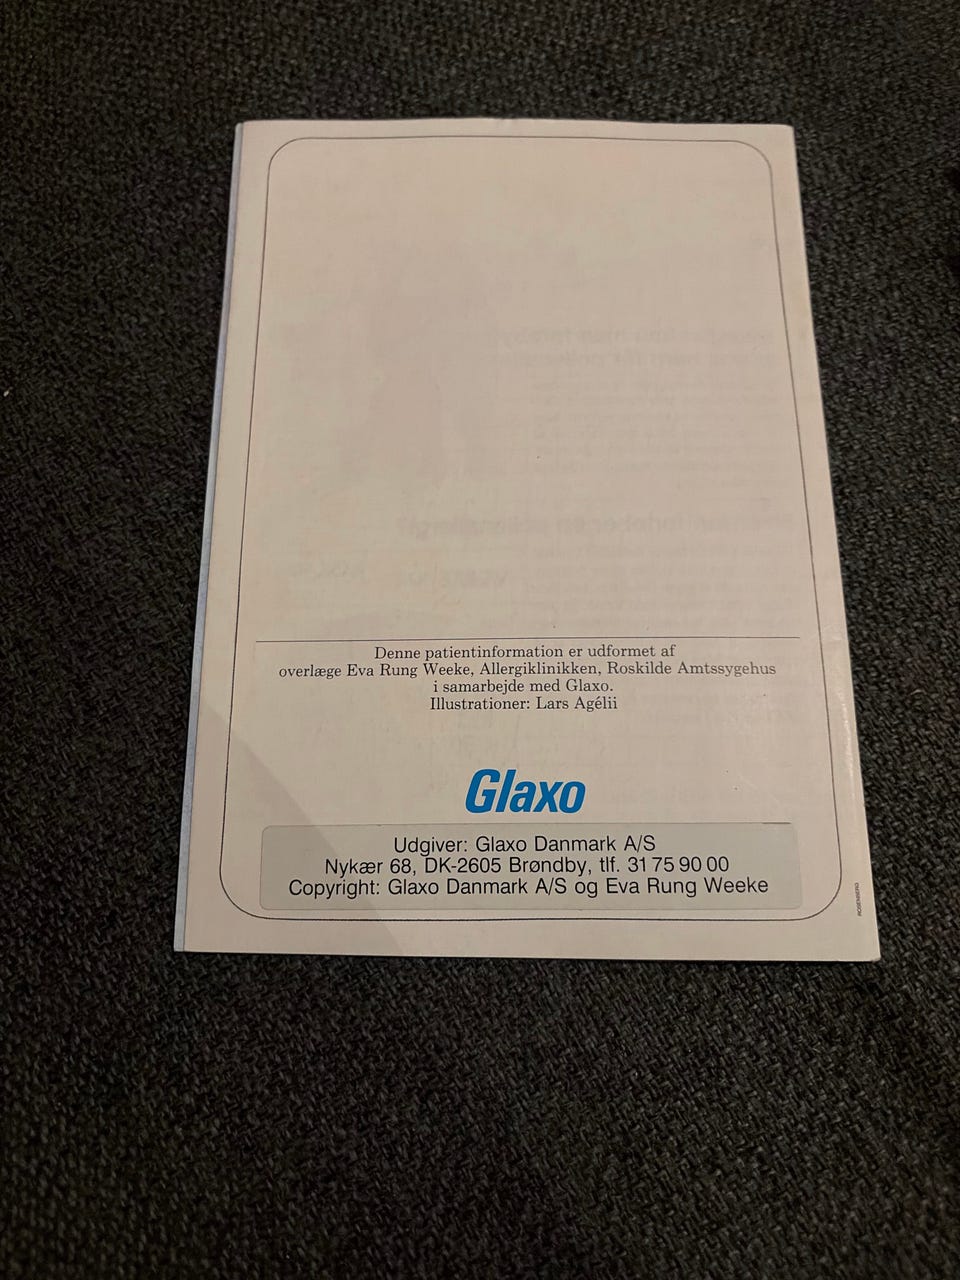 Denne patientinformation er udformet af
overlæge Eva Rung Weeke, Allergiklinikken, Roskilde Amtssygehus
i samarbejde med Glaxo.
Illustrationer: Lars Agélii
Glaxo
Udgiver: Glaxo Danmark A/S
Nykær 68, DK-2605 Brøndby, tlf. 31 75 90 00
Copyright: Glaxo Danmark A/S og Eva Rung Weeke
ROSENBERG